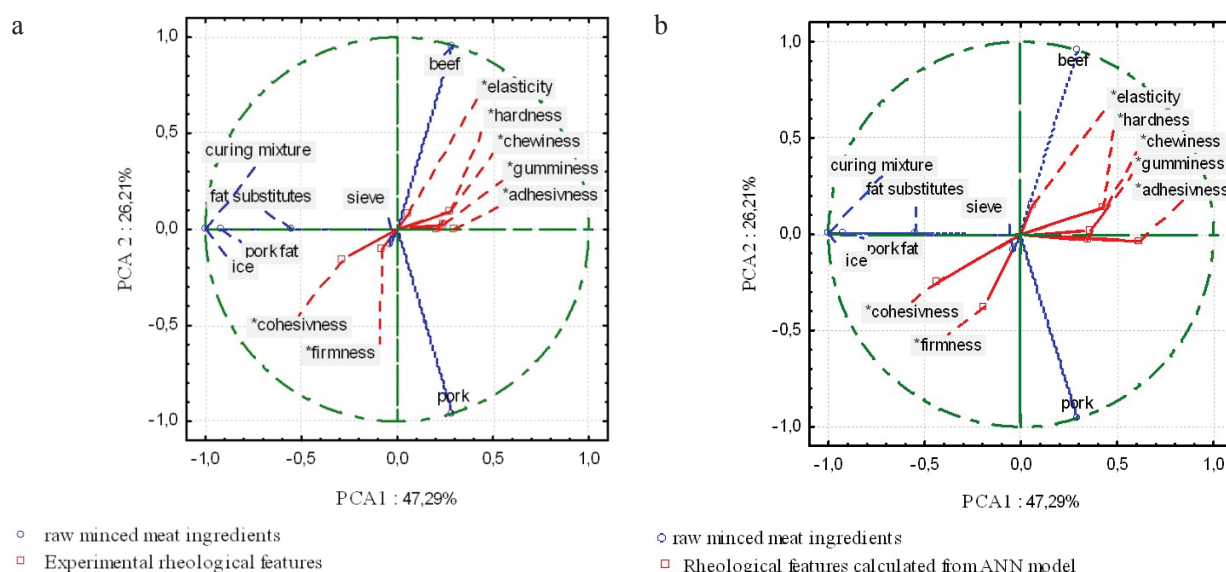 a
1,0
0,5
0,0
-0,5
-1,0
PCA 2 : 26,21%
beef
*elasticity
*hardness
*chewiness
*gumminess
*adhesivness
curing mixture
fat substitutes
sieve
pork fat
ice
*cohesivness
*firmness
pork
-1,0 -0,5 0,0 0,5 1,0
PCA1 : 47,29%
raw minced meat ingredients
Experimental rheological features
b
1,0
0,5
0,0
-0,5
-1,0
PCA 2 : 26,21%
beef
*elasticity
*hardness
*chewiness
*gumminess
*adhesivness
curing mixture
fat substitutes
sieve
pork fat
ice
*cohesivness
*firmness
pork
-1,0 -0,5 0,0 0,5 1,0
PCA1 : 47,29%
raw minced meat ingredients
Rheological features calculated from ANN model